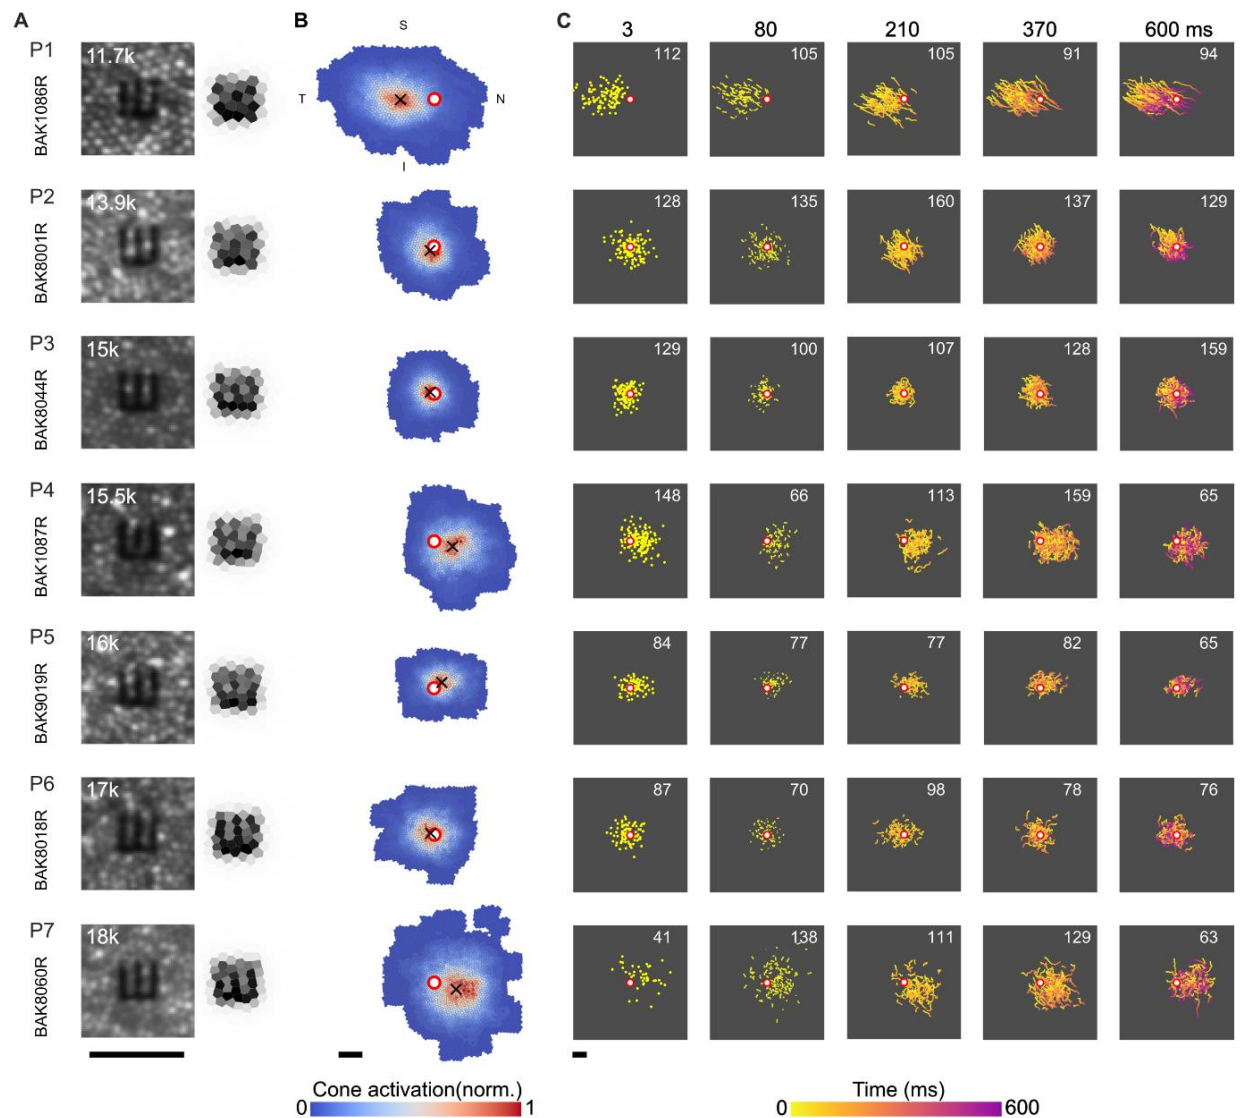 A
B
C
3 80 210 370 600 ms
S
T
N
I
P1
BAK1086R
11.7k
112 105 105 91 94
P2
BAK8001R
13.9k
128 135 160 137 129
P3
BAK8044R
15k
129 100 107 128 159
P4
BAK1087R
15.5k
148 66 113 159 65
P5
BAK9019R
16k
84 77 77 82 65
P6
BAK8018R
17k
87 70 98 78 76
P7
BAK8060R
18k
41 138 111 129 63
Cone activation(norm.)
0 1
Time (ms)
0 600